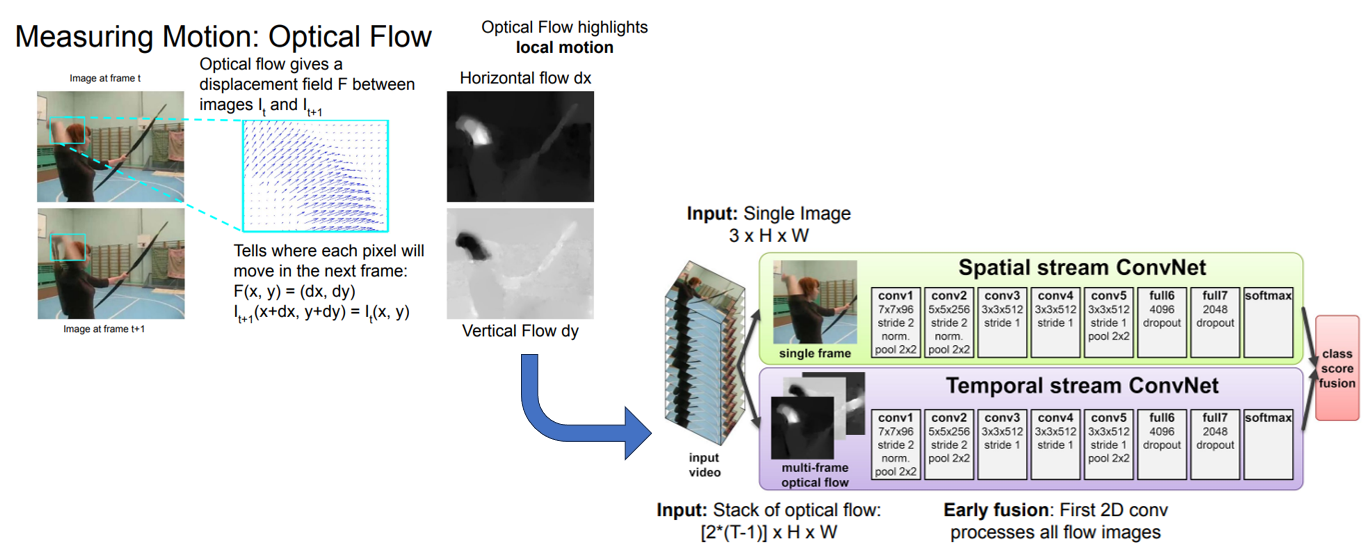 Measuring Motion: Optical Flow
Optical Flow highlights
local motion
Image at frame t
Optical flow gives a
displacement field F between
images I_t and I_t+1
Horizontal flow dx
Tells where each pixel will
move in the next frame:
F(x, y) = (dx, dy)
I_t+1(x+dx, y+dy) = I_t(x, y)
Image at frame t+1
Vertical Flow dy
Input: Single Image
3 x H x W
Spatial stream ConvNet
single frame
conv1
7x7x96
stride 2
norm.
pool 2x2
conv2
5x5x256
stride 2
norm.
pool 2x2
conv3
3x3x512
stride 1
conv4
3x3x512
stride 1
conv5
3x3x512
stride 1
pool 2x2
full6
4096
dropout
full7
2048
dropout
softmax
Temporal stream ConvNet
multi-frame
optical flow
conv1
7x7x96
stride 2
norm.
pool 2x2
conv2
5x5x256
stride 2
pool 2x2
conv3
3x3x512
stride 1
conv4
3x3x512
stride 1
conv5
3x3x512
stride 1
pool 2x2
full6
4096
dropout
full7
2048
dropout
softmax
class
score
fusion
input
video
Input: Stack of optical flow:
[2*(T-1)] x H x W
Early fusion: First 2D conv
processes all flow images